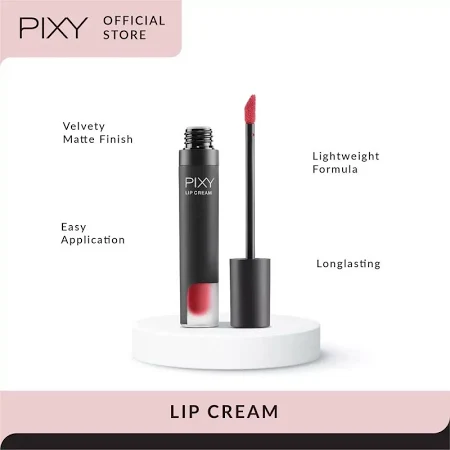 PIXY
OFFICIAL
STORE
Velvety
Matte Finish
Lightweight
Formula
PIXY
LIP CREAM
Easy
Application
Longlasting
LIP CREAM